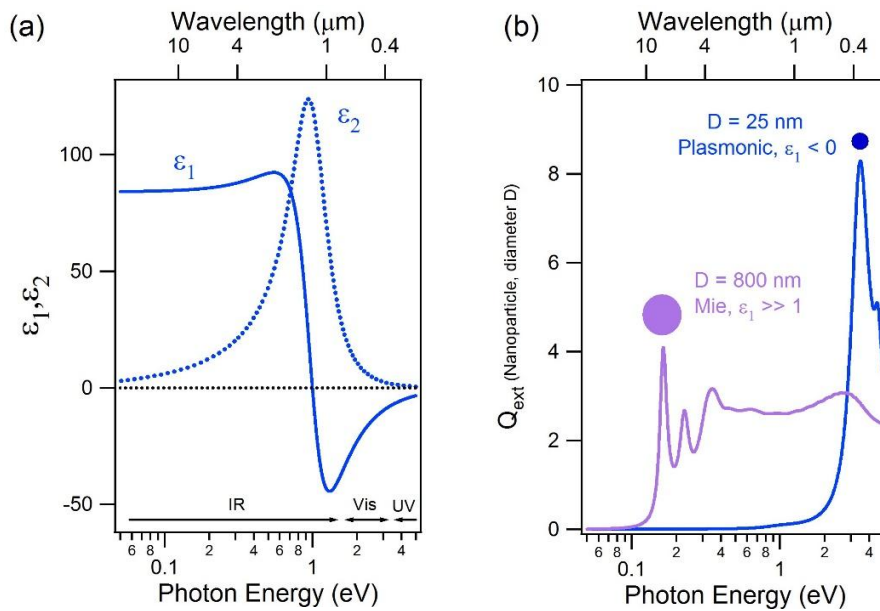 (a)
Wavelength (μm)
10 4 1 0.4
ε₂
ε₁
100
50
0
-50
ε₁,ε₂
IR Vis UV
6 8 2 4 6 8 2 4
0.1 1
Photon Energy (eV)
(b)
Wavelength (μm)
10 4 1 0.4
10
8
6
4
2
0
Q_ext (Nanoparticle, diameter D)
D = 25 nm
Plasmonic, ε₁ < 0
D = 800 nm
Mie, ε₁ >> 1
6 8 2 4 6 8 2 4
0.1 1
Photon Energy (eV)